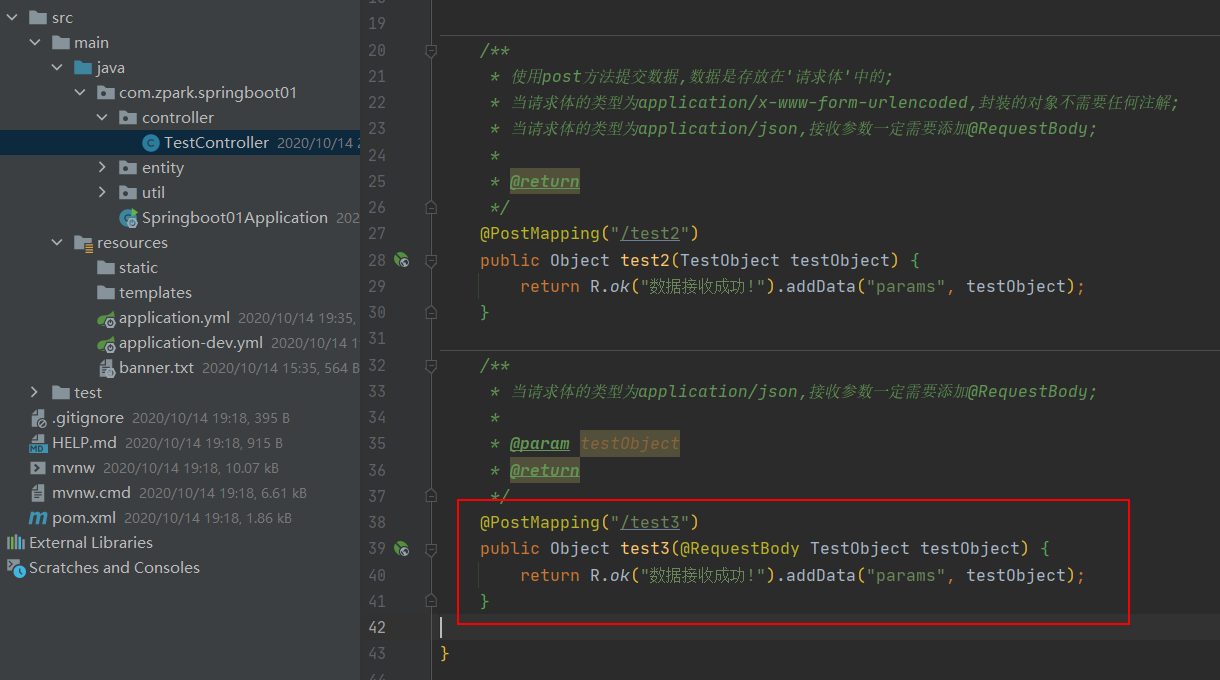 src
main
java
com.zpark.springboot01
controller
TestController 2020/10/14
entity
util
Springboot01Application 202
resources
static
templates
application.yml 2020/10/14 19:35,
application-dev.yml 2020/10/14 1
banner.txt 2020/10/14 15:35, 564 B
test
.gitignore 2020/10/14 19:18, 395 B
HELP.md 2020/10/14 19:18, 915 B
mvnw 2020/10/14 19:18, 10.07 kB
mvnw.cmd 2020/10/14 19:18, 6.61 kB
pom.xml 2020/10/14 19:18, 1.86 kB
External Libraries
Scratches and Consoles
19
20 /**
21 * 使用post方法提交数据,数据是存放在'请求体'中的;
22 * 当请求体的类型为application/x-www-form-urlencoded,封装的对象不需要任何注解;
23 * 当请求体的类型为application/json,接收参数一定需要添加@RequestBody;
24 *
25 * @return
26 */
27 @PostMapping("/test2")
28 public Object test2(TestObject testObject) {
29 return R.ok("数据接收成功!").addData("params", testObject);
30 }
31
32 /**
33 * 当请求体的类型为application/json,接收参数一定需要添加@RequestBody;
34 *
35 * @param testObject
36 * @return
37 */
38 @PostMapping("/test3")
39 public Object test3(@RequestBody TestObject testObject) {
40 return R.ok("数据接收成功!").addData("params", testObject);
41 }
42
43 }